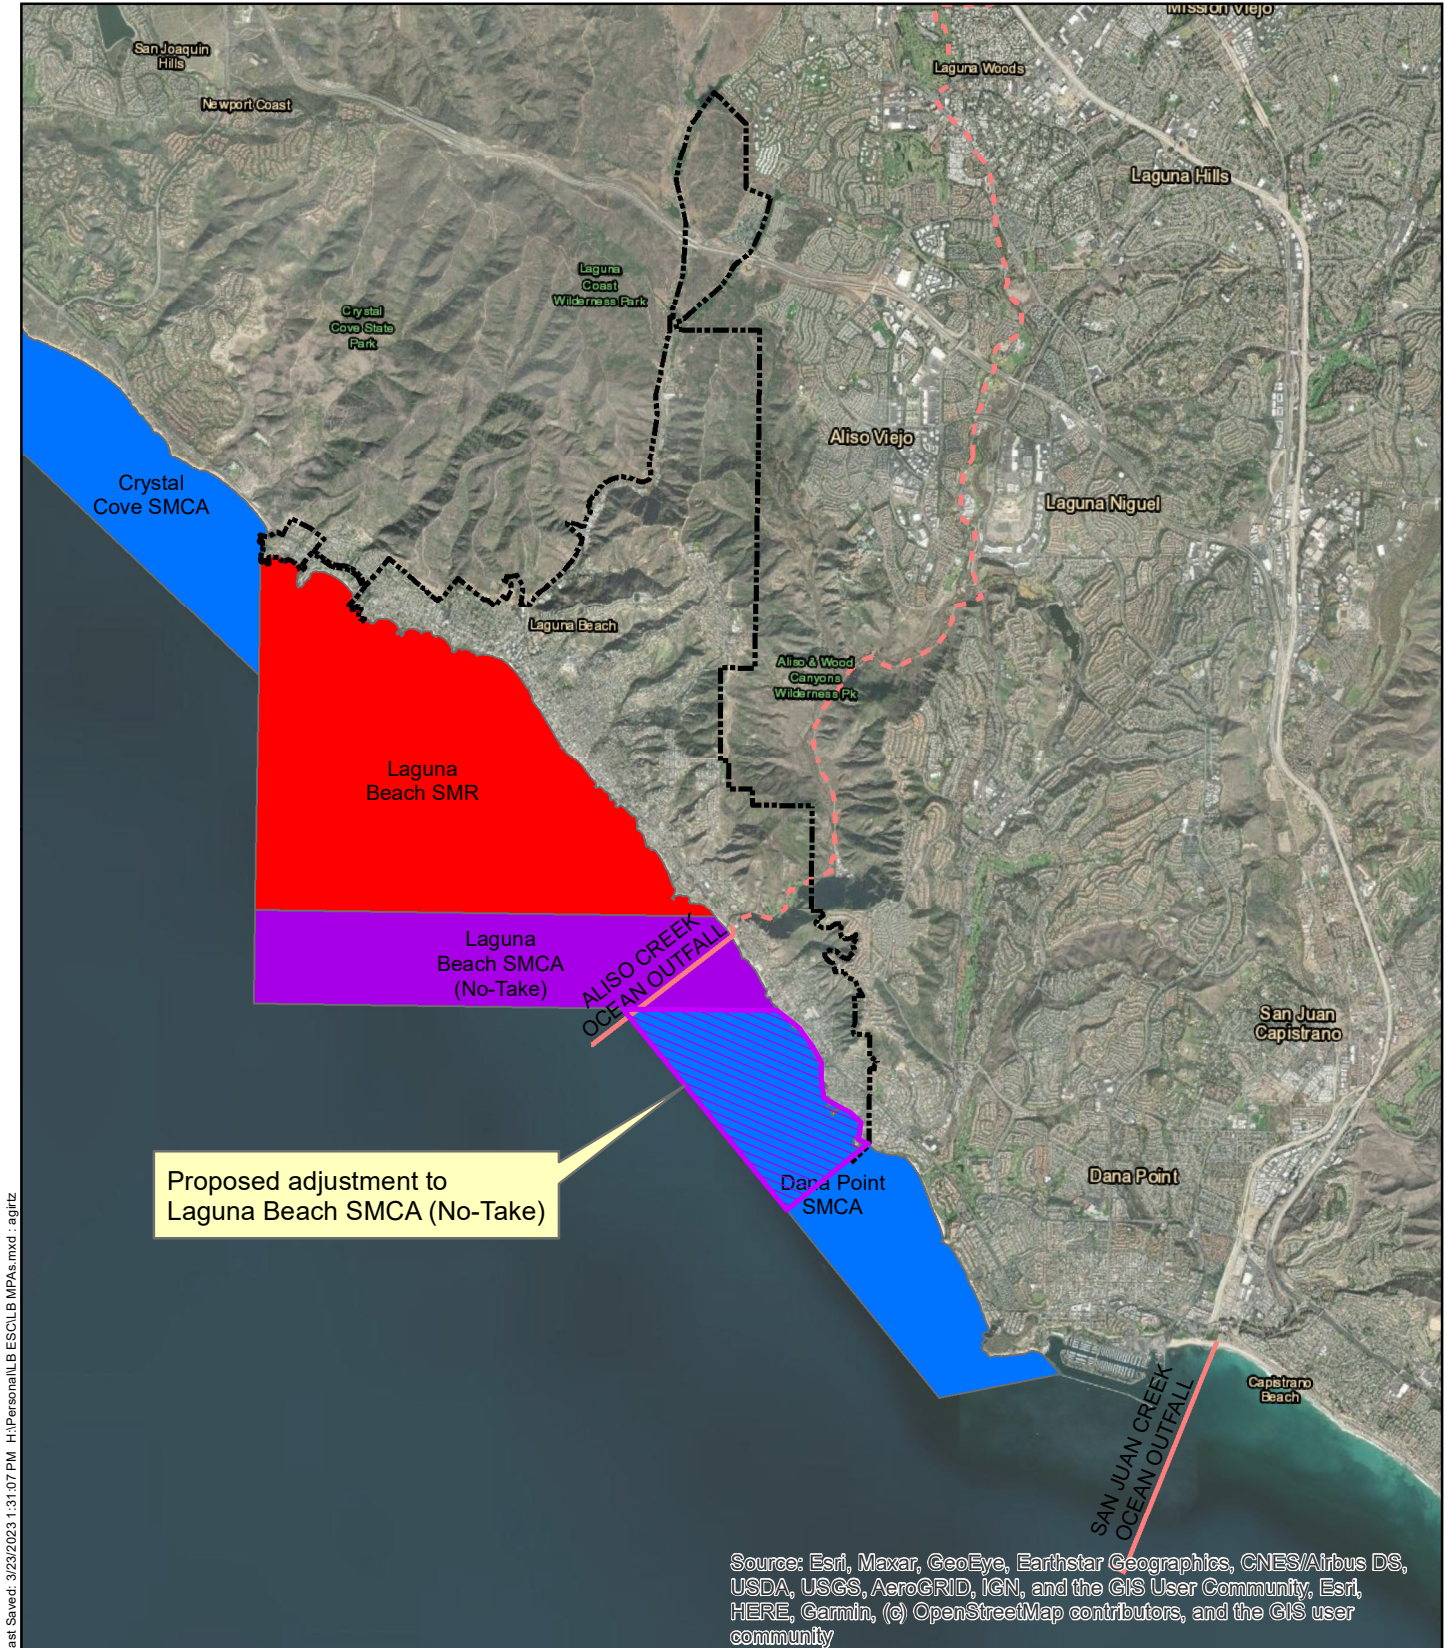 Mission Viejo
San Joaquin
Hills
Laguna Woods
Newport Coast
Laguna Hills
Laguna
Coast
Wilderness Park
Crystal
Cove State
Park
Aliso Viejo
Crystal
Cove SMCA
Laguna Niguel
Laguna Beach
Aliso & Wood
Canyons
Wilderness Pk
Laguna
Beach SMR
Laguna
Beach SMCA
(No-Take)
ALISO CREEK
OCEAN OUTFALL
San Juan
Capistrano
Proposed adjustment to
Laguna Beach SMCA (No-Take)
Dana Point
Dana Point
SMCA
Capistrano
Beach
SAN JUAN CREEK
OCEAN OUTFALL
Source: Esri, Maxar, GeoEye, Earthstar Geographics, CNES/Airbus DS,
USDA, USGS, AeroGRID, IGN, and the GIS User Community, Esri,
HERE, Garmin, (c) OpenStreetMap contributors, and the GIS user
community
ast Saved: 3/23/2023 1:31:07 PM H:\Personal\LB ESC\LB MPAs.mxd : agirtz